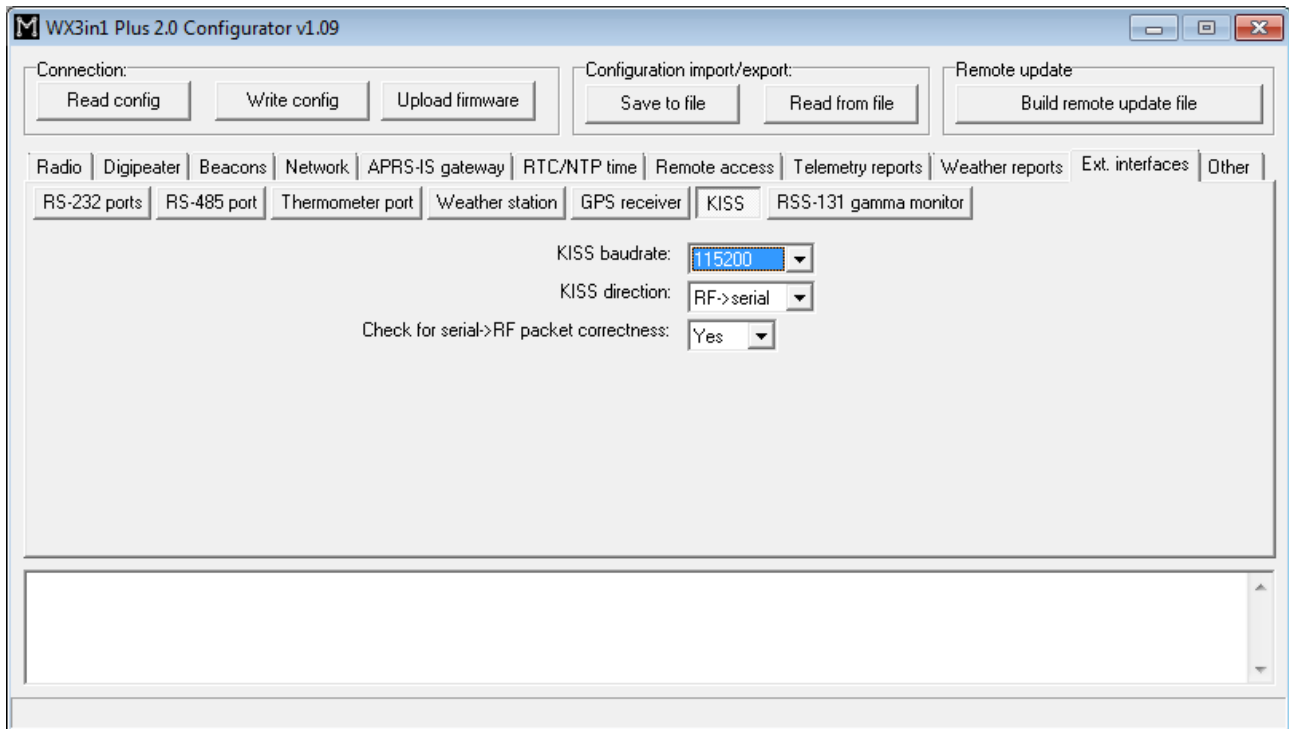 WX3in1 Plus 2.0 Configurator v1.09
Connection: Configuration import/export: Remote update
Read config Write config Upload firmware Save to file Read from file Build remote update file
Radio Digipeater Beacons Network APRS-IS gateway RTC/NTP time Remote access Telemetry reports Weather reports Ext. interfaces Other
RS-232 ports RS-485 port Thermometer port Weather station GPS receiver KISS RSS-131 gamma monitor
KISS baudrate: 115200
KISS direction: RF->serial
Check for serial->RF packet correctness: Yes